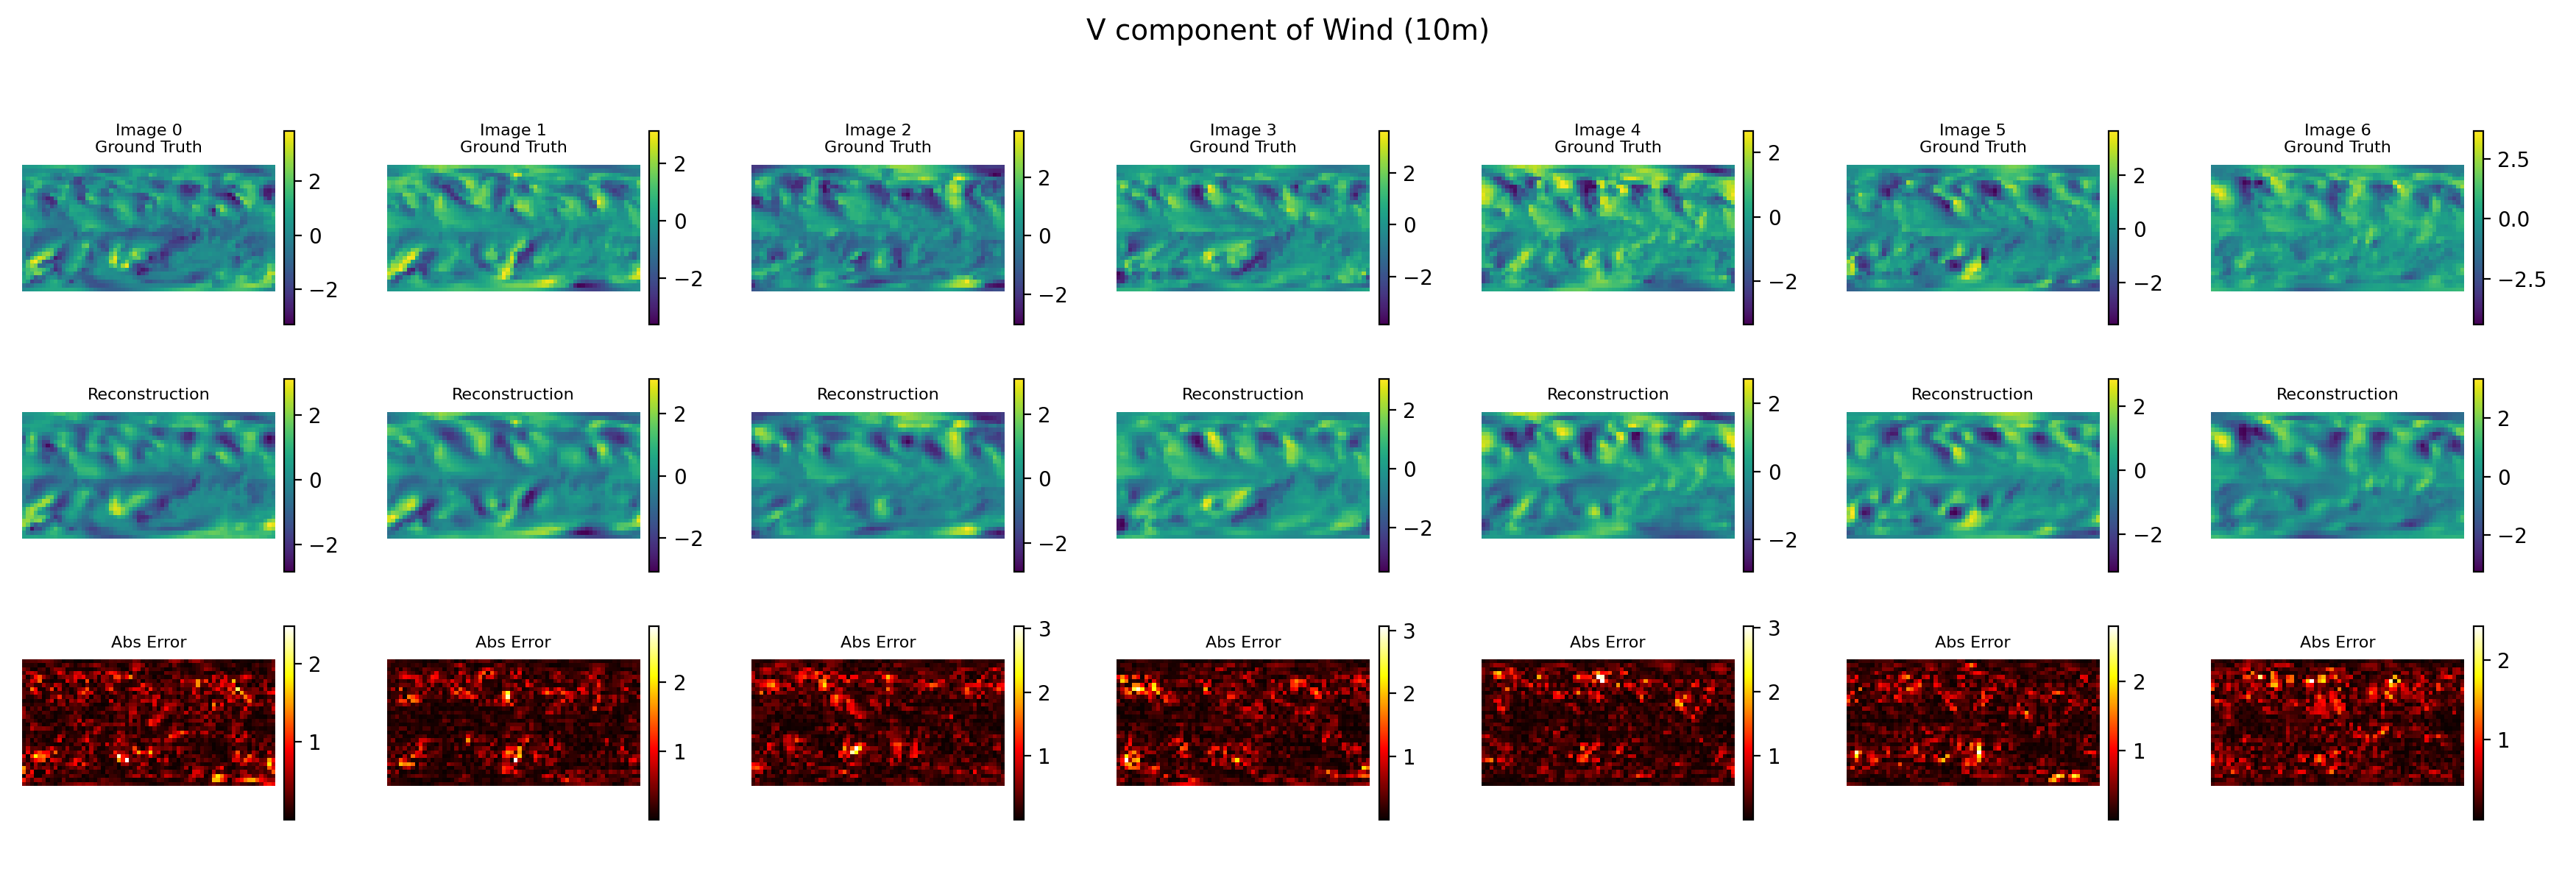 V component of Wind (10m)
Image 0
Ground Truth
2
0
−2
Image 1
Ground Truth
2
0
−2
Image 2
Ground Truth
2
0
−2
Image 3
Ground Truth
2
0
−2
Image 4
Ground Truth
2
0
−2
Image 5
Ground Truth
2
0
−2
Image 6
Ground Truth
2.5
0.0
−2.5
Reconstruction
2
0
−2
Reconstruction
2
0
−2
Reconstruction
2
0
−2
Reconstruction
2
0
−2
Reconstruction
2
0
−2
Reconstruction
2
0
−2
Reconstruction
2
0
−2
Abs Error
2
1
Abs Error
2
1
Abs Error
3
2
1
Abs Error
3
2
1
Abs Error
3
2
1
Abs Error
2
1
Abs Error
2
1